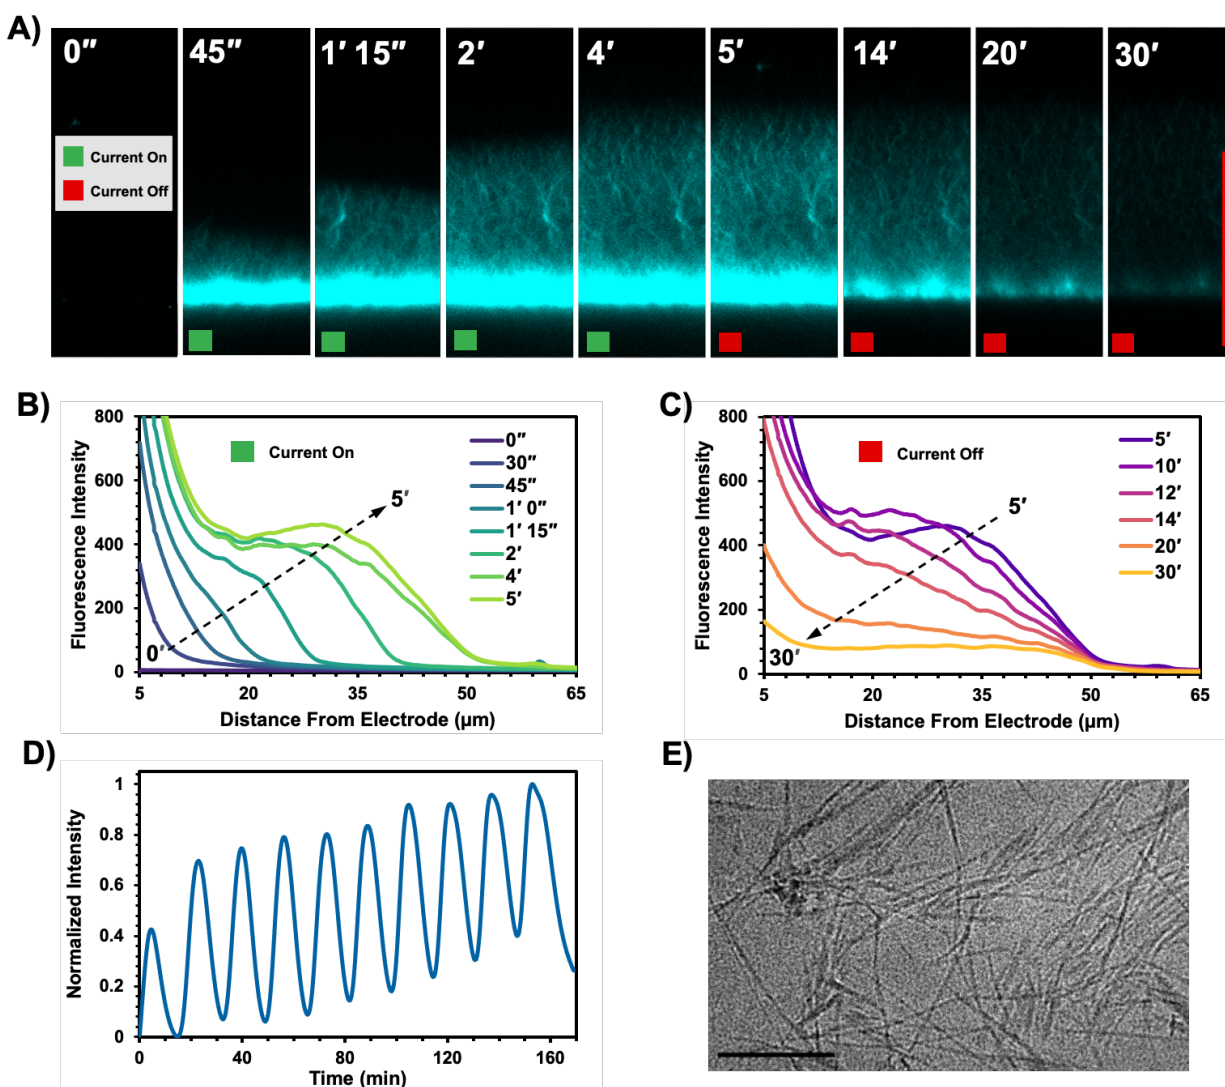 A)
0″ 45″ 1′ 15″ 2′ 4′ 5′ 14′ 20′ 30′
Current On
Current Off
B)
800
600
400
200
0
5 20 35 50 65
Fluorescence Intensity
Distance From Electrode (µm)
Current On
0″
30″
45″
1′ 0″
1′ 15″
2′
4′
5′
5′
0′
C)
800
600
400
200
0
5 20 35 50 65
Fluorescence Intensity
Distance From Electrode (µm)
Current Off
5′
10′
12′
14′
20′
30′
5′
30′
D)
1
0.8
0.6
0.4
0.2
0
0 40 80 120 160
Normalized Intensity
Time (min)
E)